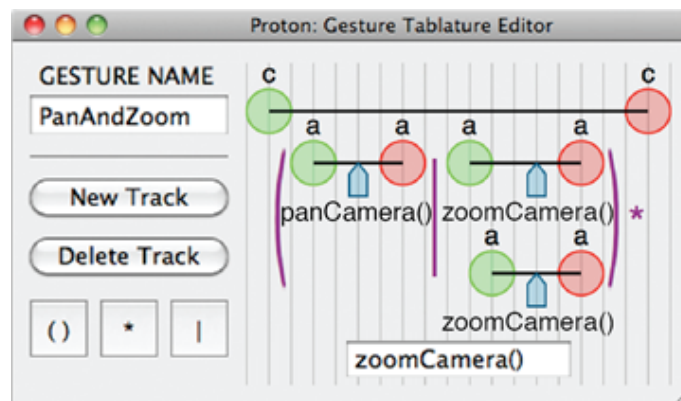 Proton: Gesture Tablature Editor
GESTURE NAME
PanAndZoom
New Track
Delete Track
( )
*
|
c c
a a a a
( | ) *
panCamera() zoomCamera()
a a
zoomCamera()
zoomCamera()